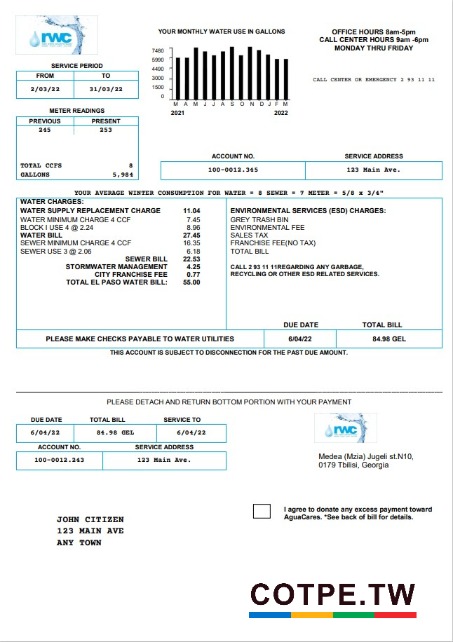 rwc
YOUR MONTHLY WATER USE IN GALLONS
OFFICE HOURS 8am-5pm
CALL CENTER HOURS 9am -6pm
MONDAY THRU FRIDAY
7480
5990
4490
3000
1500
0
M A M J J A S O N D J F M
2021 2022
CALL CENTER OR EMERGENCY 2 93 11 11
SERVICE PERIOD
FROM TO
2/03/22 31/03/22
METER READINGS
PREVIOUS PRESENT
245 253
TOTAL CCFS 8
GALLONS 5,984
ACCOUNT NO. SERVICE ADDRESS
100-0012.345 123 Main Ave.
YOUR AVERAGE WINTER CONSUMPTION FOR WATER = 8 SEWER = 7 METER = 5/8 x 3/4"
WATER CHARGES:
WATER SUPPLY REPLACEMENT CHARGE 11.04
WATER MINIMUM CHARGE 4 CCF 7.45
BLOCK I USE 4 @ 2.24 8.96
WATER BILL 27.45
SEWER MINIMUM CHARGE 4 CCF 16.35
SEWER USE 3 @ 2.06 6.18
SEWER BILL 22.53
STORMWATER MANAGEMENT 4.25
CITY FRANCHISE FEE 0.77
TOTAL EL PASO WATER BILL: 55.00
ENVIRONMENTAL SERVICES (ESD) CHARGES:
GREY TRASH BIN
ENVIRONMENTAL FEE
SALES TAX
FRANCHISE FEE(NO TAX)
TOTAL BILL
CALL 2 93 11 11REGARDING ANY GARBAGE,
RECYCLING OR OTHER ESD RELATED SERVICES.
DUE DATE TOTAL BILL
PLEASE MAKE CHECKS PAYABLE TO WATER UTILITIES 6/04/22 84.98 GEL
THIS ACCOUNT IS SUBJECT TO DISCONNECTION FOR THE PAST DUE AMOUNT.
PLEASE DETACH AND RETURN BOTTOM PORTION WITH YOUR PAYMENT
DUE DATE TOTAL BILL SERVICE TO
6/04/22 84.98 GEL 6/04/22
ACCOUNT NO. SERVICE ADDRESS
100-0012.243 123 Main Ave.
rwc
Medea (Mzia) Jugeli st.N10,
0179 Tbilisi, Georgia
I agree to donate any excess payment toward
AguaCares. *See back of bill for details.
JOHN CITIZEN
123 MAIN AVE
ANY TOWN
COTPE.TW